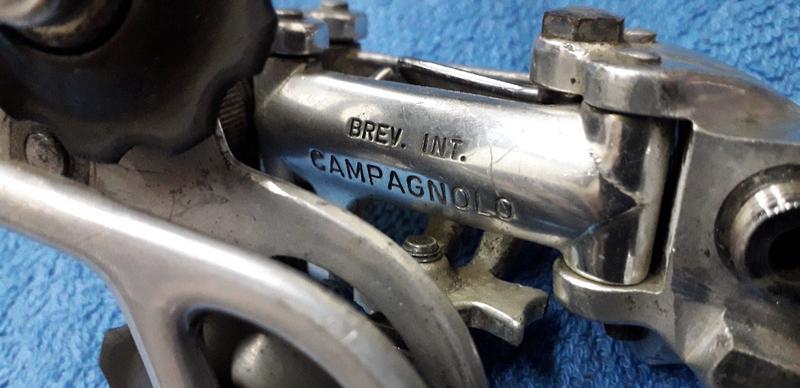 BREV. INT.
CAMPAGNOLO